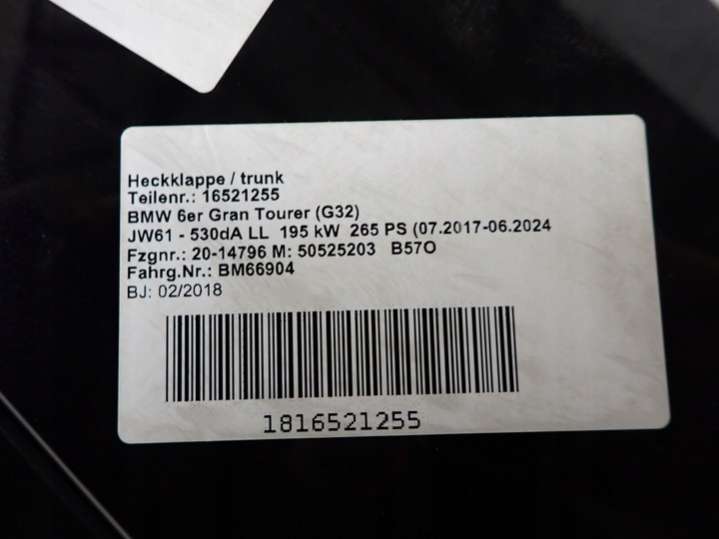 Heckklappe / trunk
Teilenr.: 16521255
BMW 6er Gran Tourer (G32)
JW61 - 530dA LL 195 kW 265 PS (07.2017-06.2024
Fzgnr.: 20-14796 M: 50525203 B57O
Fahrg.Nr.: BM66904
BJ: 02/2018
1816521255